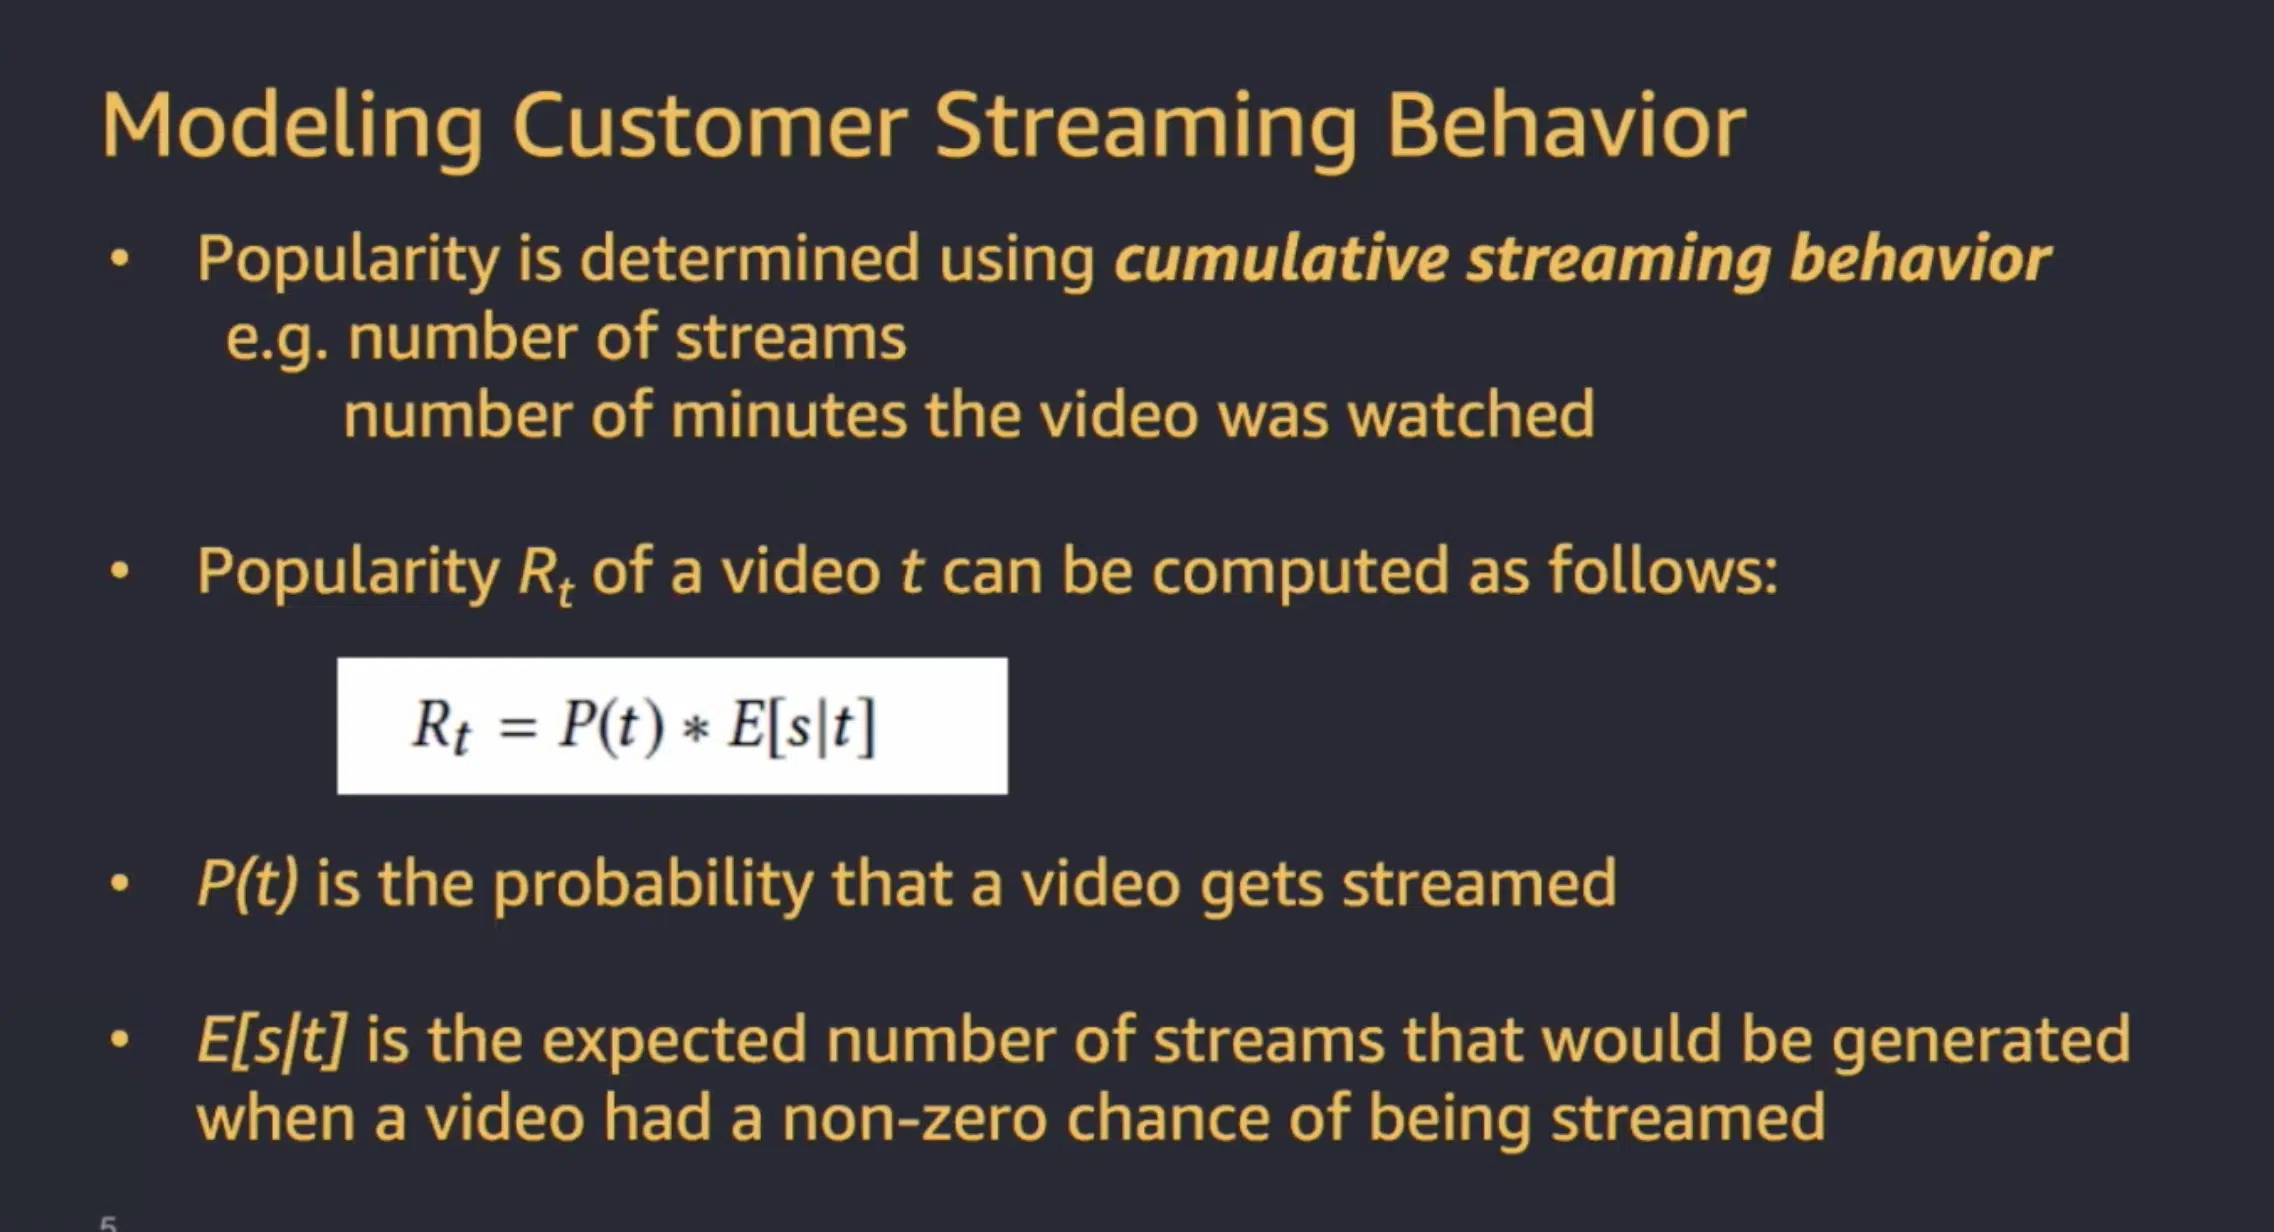 Modeling Customer Streaming Behavior
• Popularity is determined using cumulative streaming behavior
e.g. number of streams
number of minutes the video was watched
• Popularity Rₜ of a video t can be computed as follows:
Rₜ = P(t) * E[s|t]
• P(t) is the probability that a video gets streamed
• E[s|t] is the expected number of streams that would be generated
when a video had a non-zero chance of being streamed
5